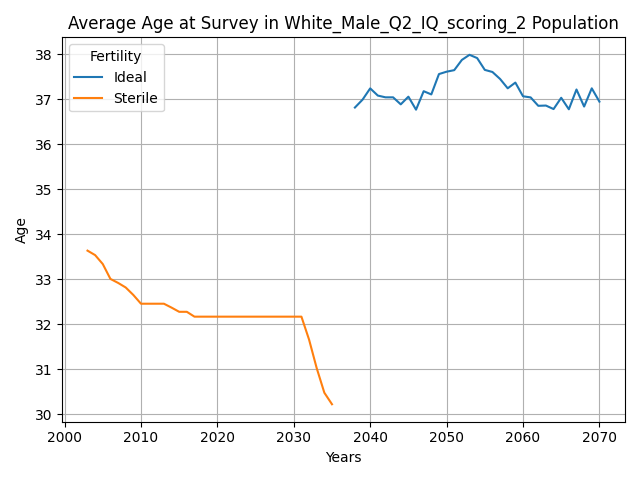 Average Age at Survey in White_Male_Q2_IQ_scoring_2 Population
Fertility
Ideal
Sterile
38
37
36
35
34
33
32
31
30
Age
2000 2010 2020 2030 2040 2050 2060 2070
Years